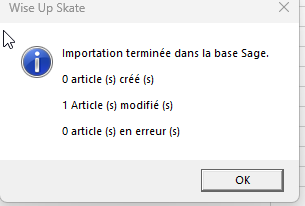 Wise Up Skate
Importation terminée dans la base Sage.
0 article (s) créé (s)
1 Article (s) modifié (s)
0 article (s) en erreur (s)
OK